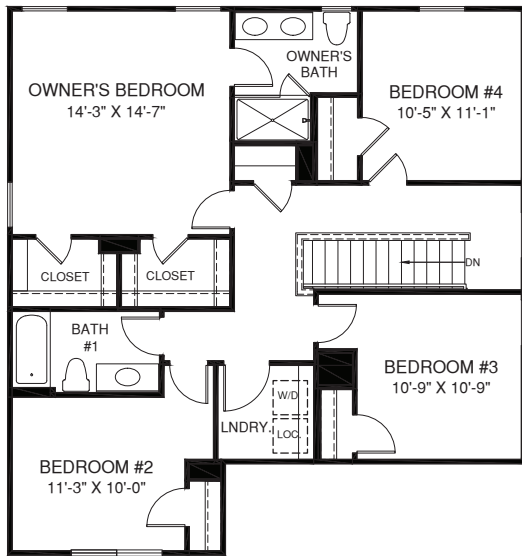 OWNER'S BEDROOM
14'-3" X 14'-7"
OWNER'S
BATH
BEDROOM #4
10'-5" X 11'-1"
CLOSET
CLOSET
DN
BATH
#1
BEDROOM #3
10'-9" X 10'-9"
W/D
LNDRY.
LOC.
BEDROOM #2
11'-3" X 10'-0"